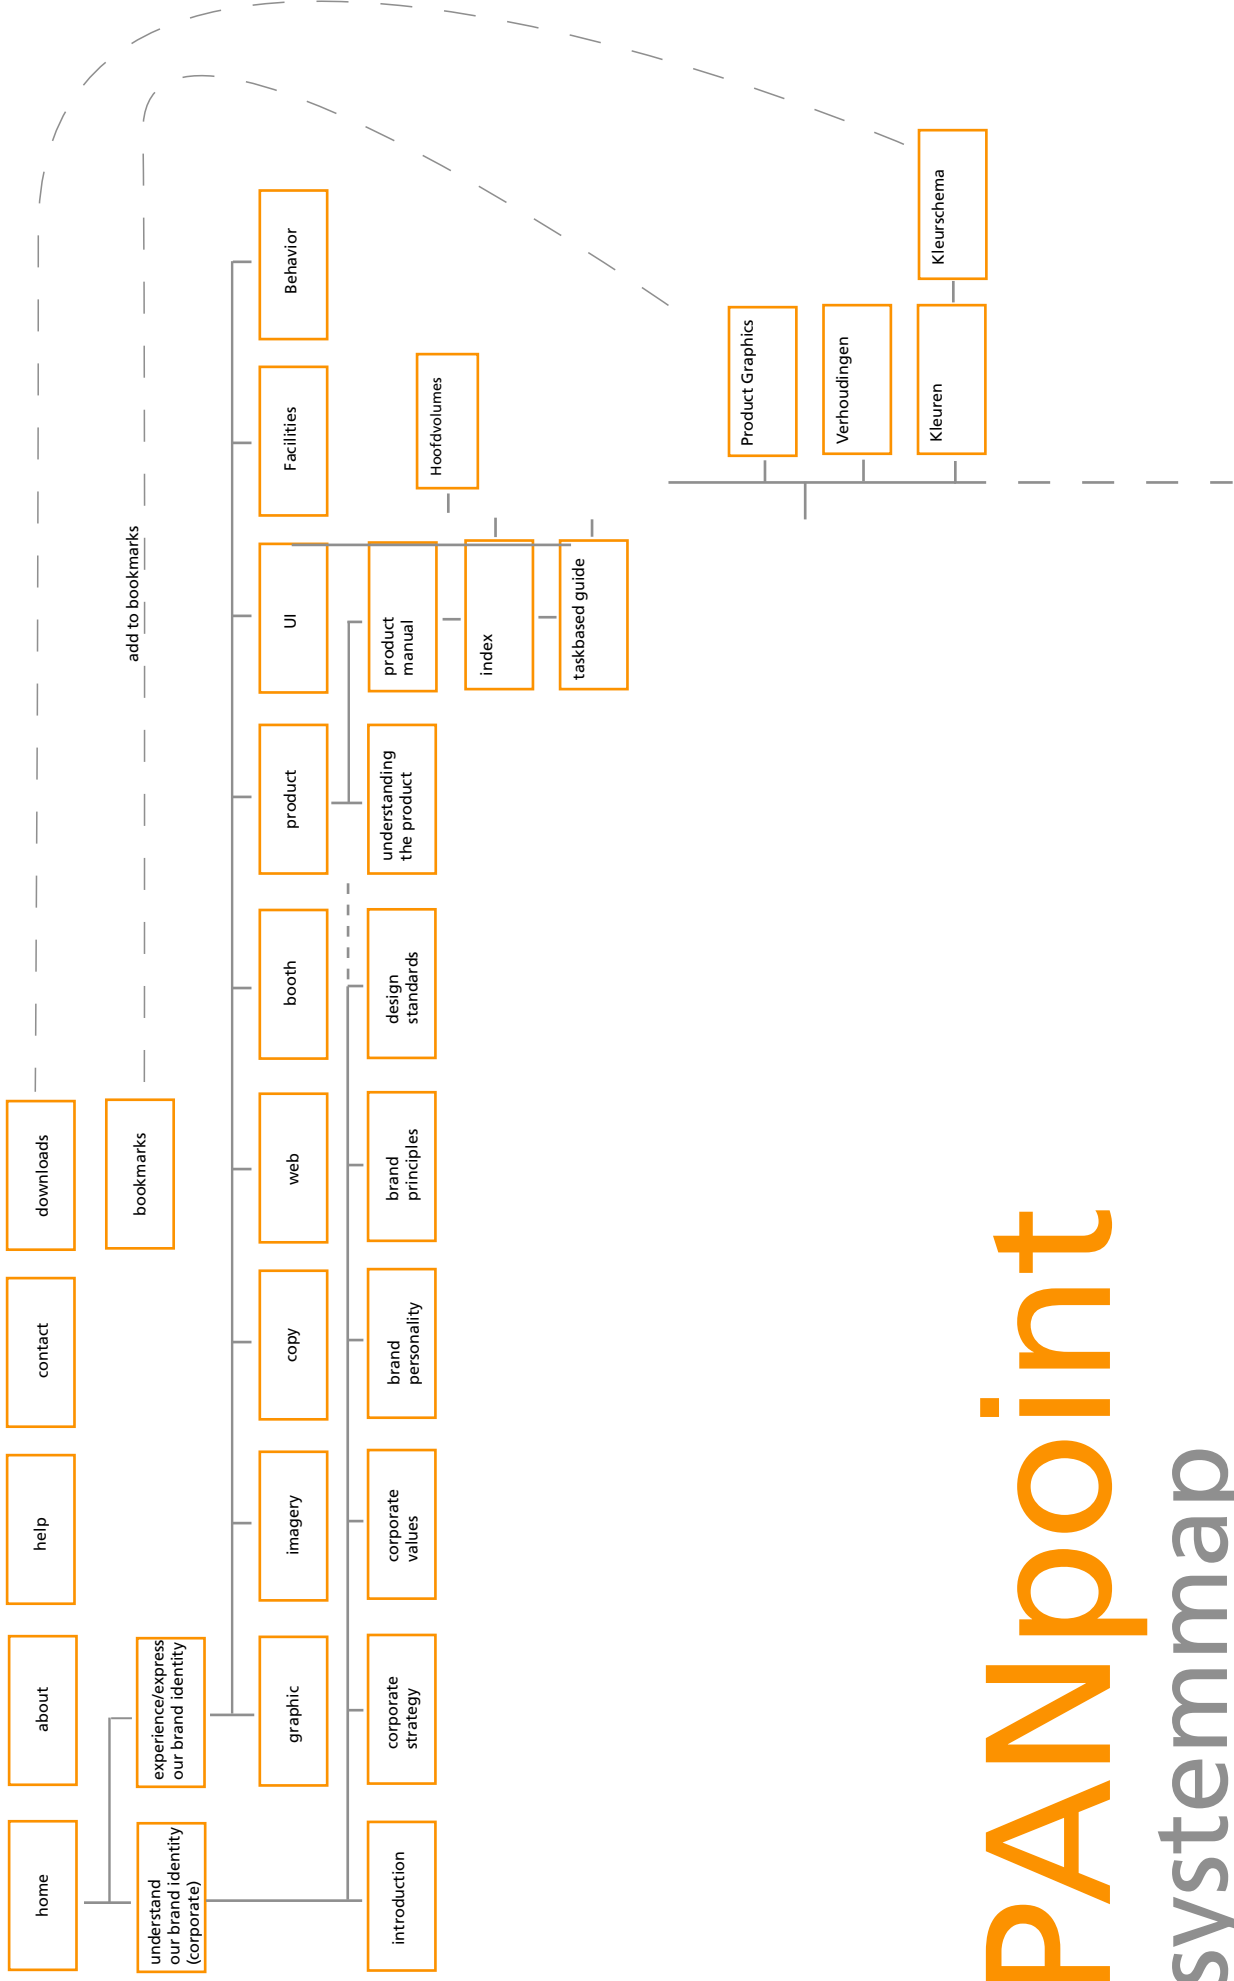 home
about
help
contact
downloads
understand
our brand identity
(corporate)
experience/express
our brand identity
bookmarks
add to bookmarks
graphic
imagery
copy
web
booth
product
UI
Facilities
Behavior
introduction
corporate
strategy
corporate
values
brand
personality
brand
principles
design
standards
understanding
the product
product
manual
Hoofdvolumes
index
taskbased guide
Product Graphics
Verhoudingen
Kleuren
Kleurschema
PANpoint
systemmap